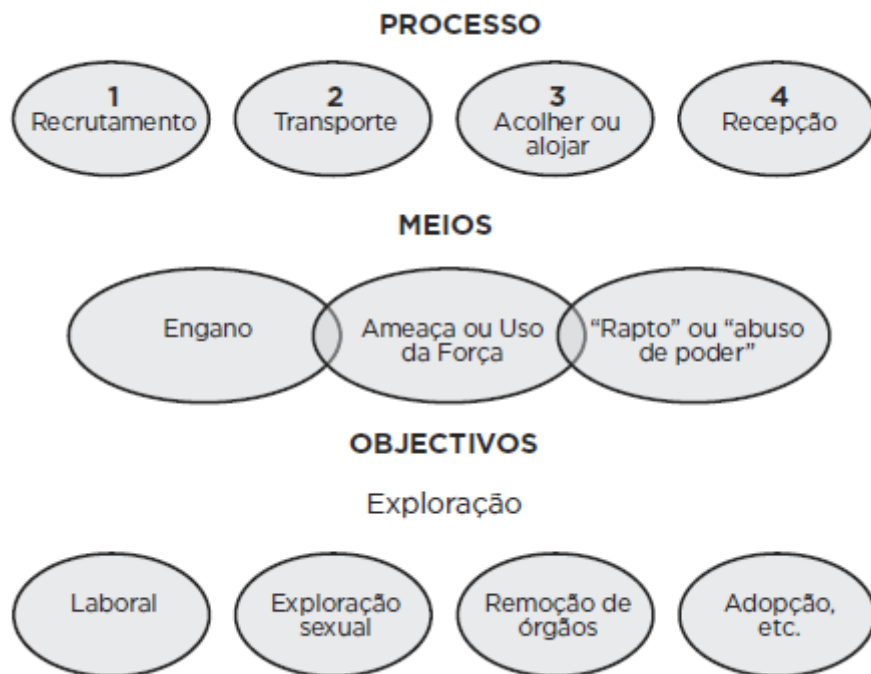 PROCESSO
1
Recrutamento
2
Transporte
3
Acolher ou
alojar
4
Recepção
MEIOS
Engano
Ameaça ou Uso
da Força
“Rapto” ou “abuso
de poder”
OBJECTIVOS
Exploração
Laboral
Exploração
sexual
Remoção de
órgãos
Adopção,
etc.